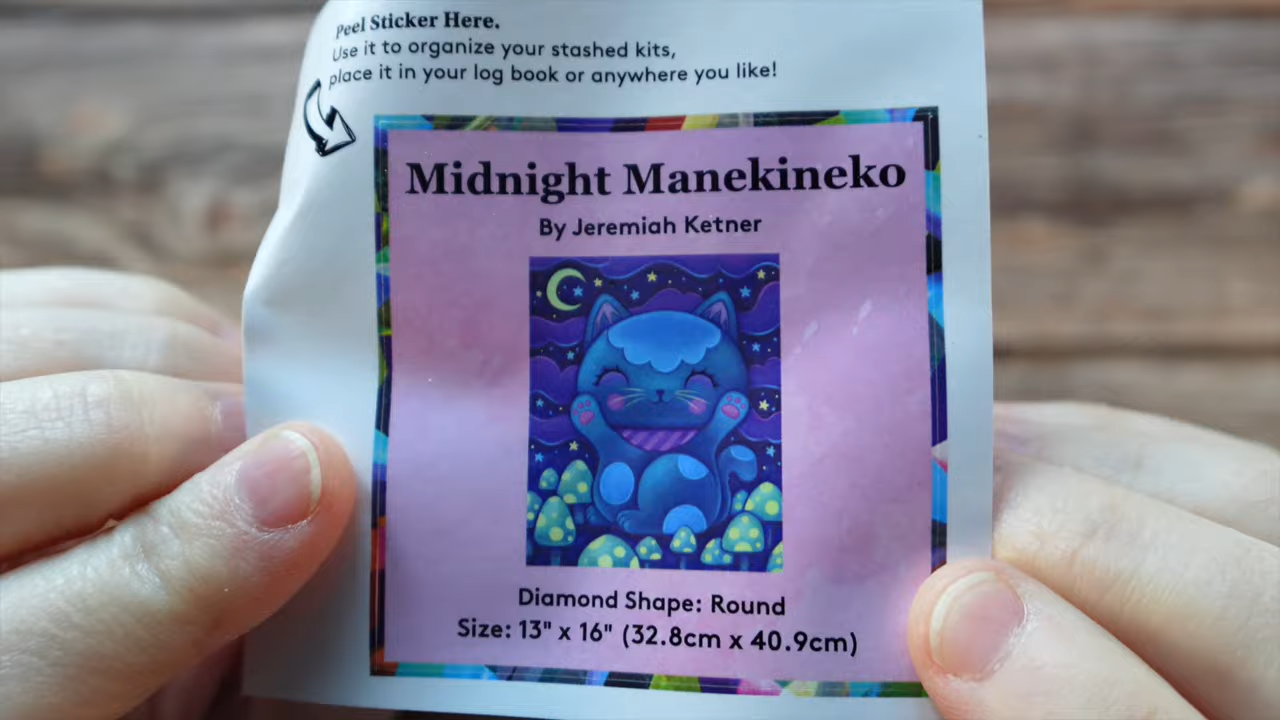 Peel Sticker Here.
Use it to organize your stashed kits,
place it in your log book or anywhere you like!
Midnight Manekineko
By Jeremiah Ketner
Diamond Shape: Round
Size: 13" x 16" (32.8cm x 40.9cm)